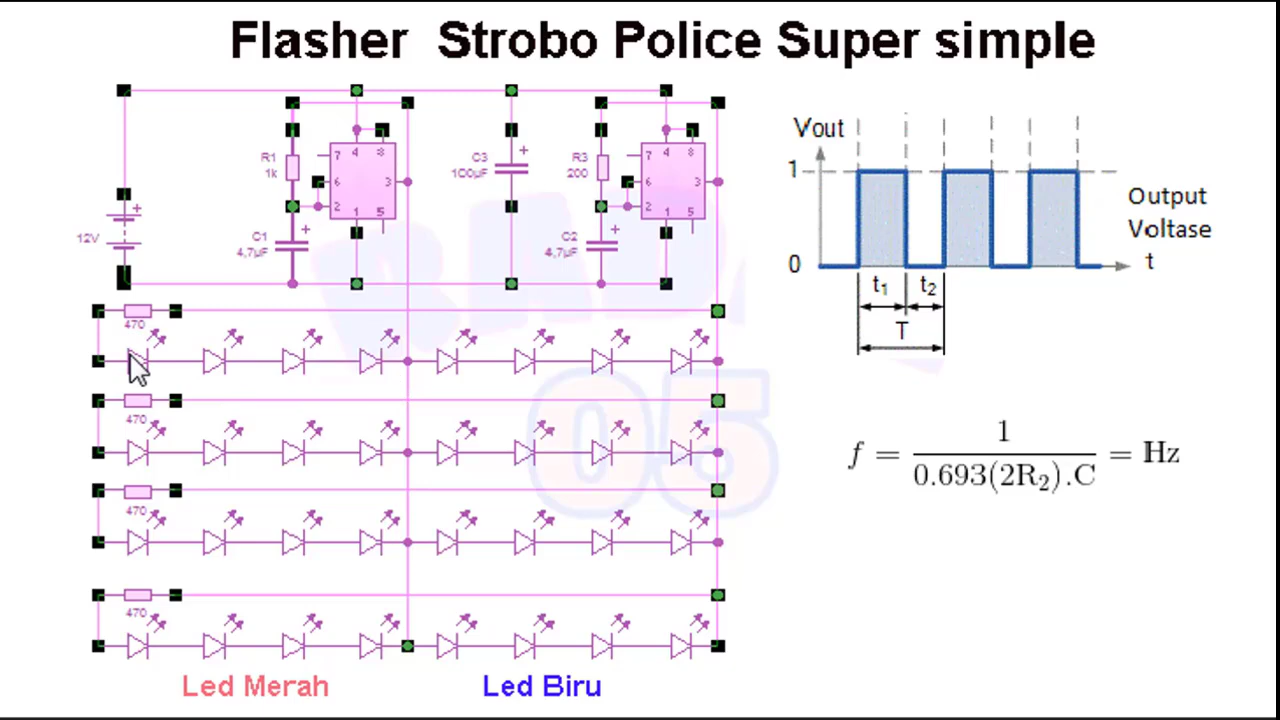 Flasher Strobo Police Super simple
R1
1k
7
4
8
6
3
2
1
5
C1
4,7µF
12V
C3
100µF
R3
200
7
4
8
6
3
2
1
5
C2
4,7µF
470
470
470
470
Led Merah
Led Biru
05
Vout
1
0
t1
t2
T
Output
Voltase
t
f = 1 / 0.693(2R₂).C = Hz